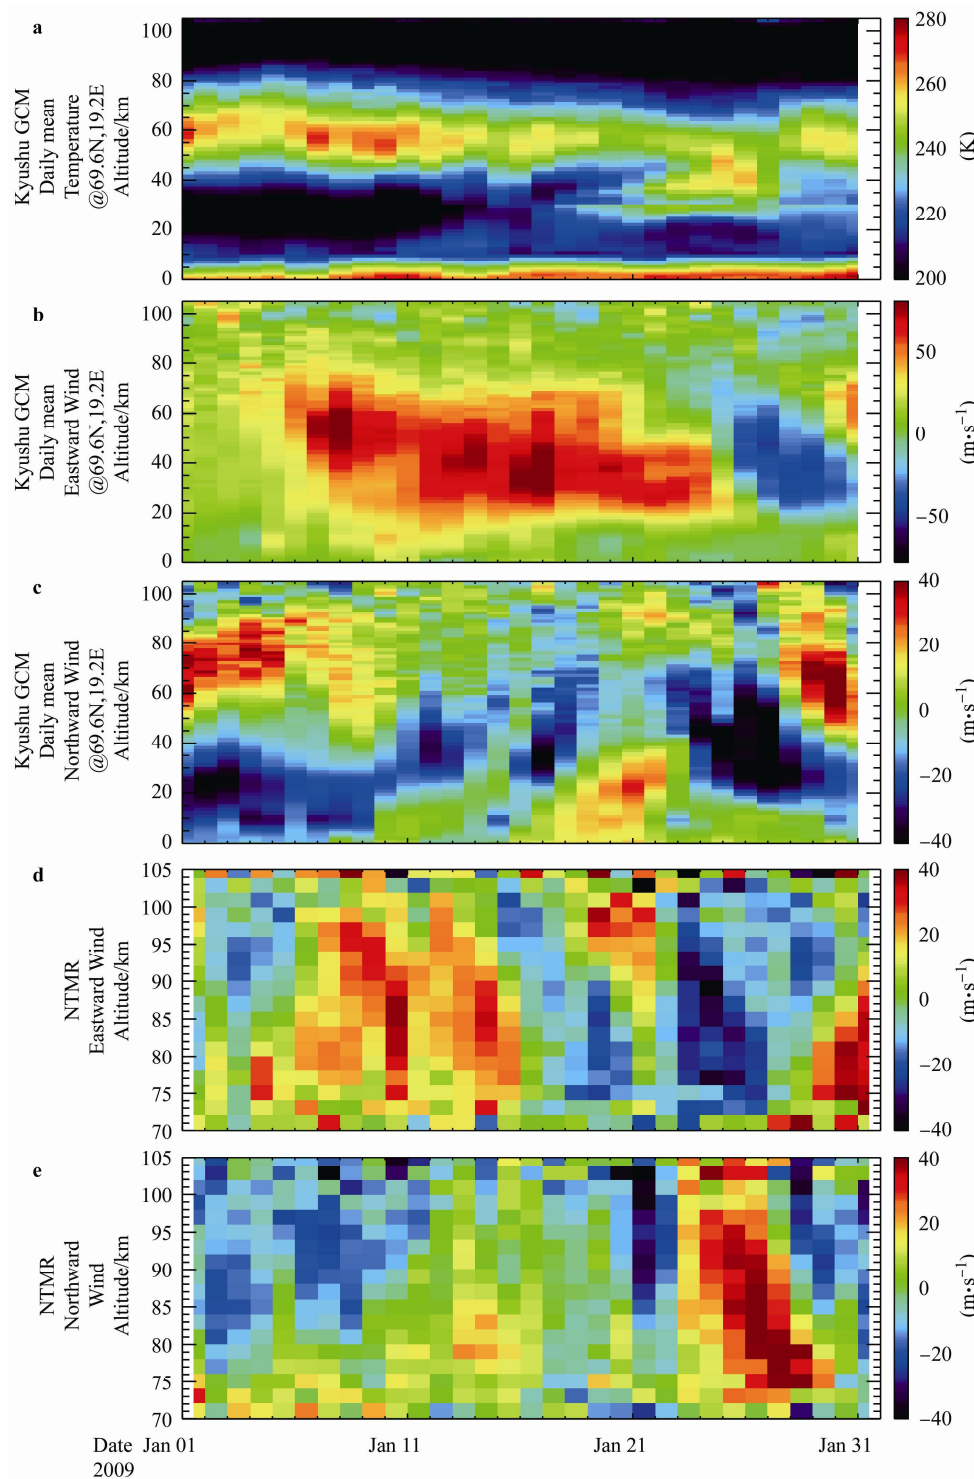 a
Kyushu GCM
Daily mean
Temperature
@69.6N,19.2E
Altitude/km
100
80
60
40
20
0
280
260
240
220
200
(K)
b
Kyushu GCM
Daily mean
Eastward Wind
@69.6N,19.2E
Altitude/km
100
80
60
40
20
0
50
0
−50
(m•s⁻¹)
c
Kyushu GCM
Daily mean
Northward Wind
@69.6N,19.2E
Altitude/km
100
80
60
40
20
0
40
20
0
−20
−40
(m•s⁻¹)
d
NTMR
Eastward Wind
Altitude/km
105
100
95
90
85
80
75
70
40
20
0
−20
−40
(m•s⁻¹)
e
NTMR
Northward
Wind
Altitude/km
105
100
95
90
85
80
75
70
40
20
0
−20
−40
(m•s⁻¹)
Date Jan 01 Jan 11 Jan 21 Jan 31
2009